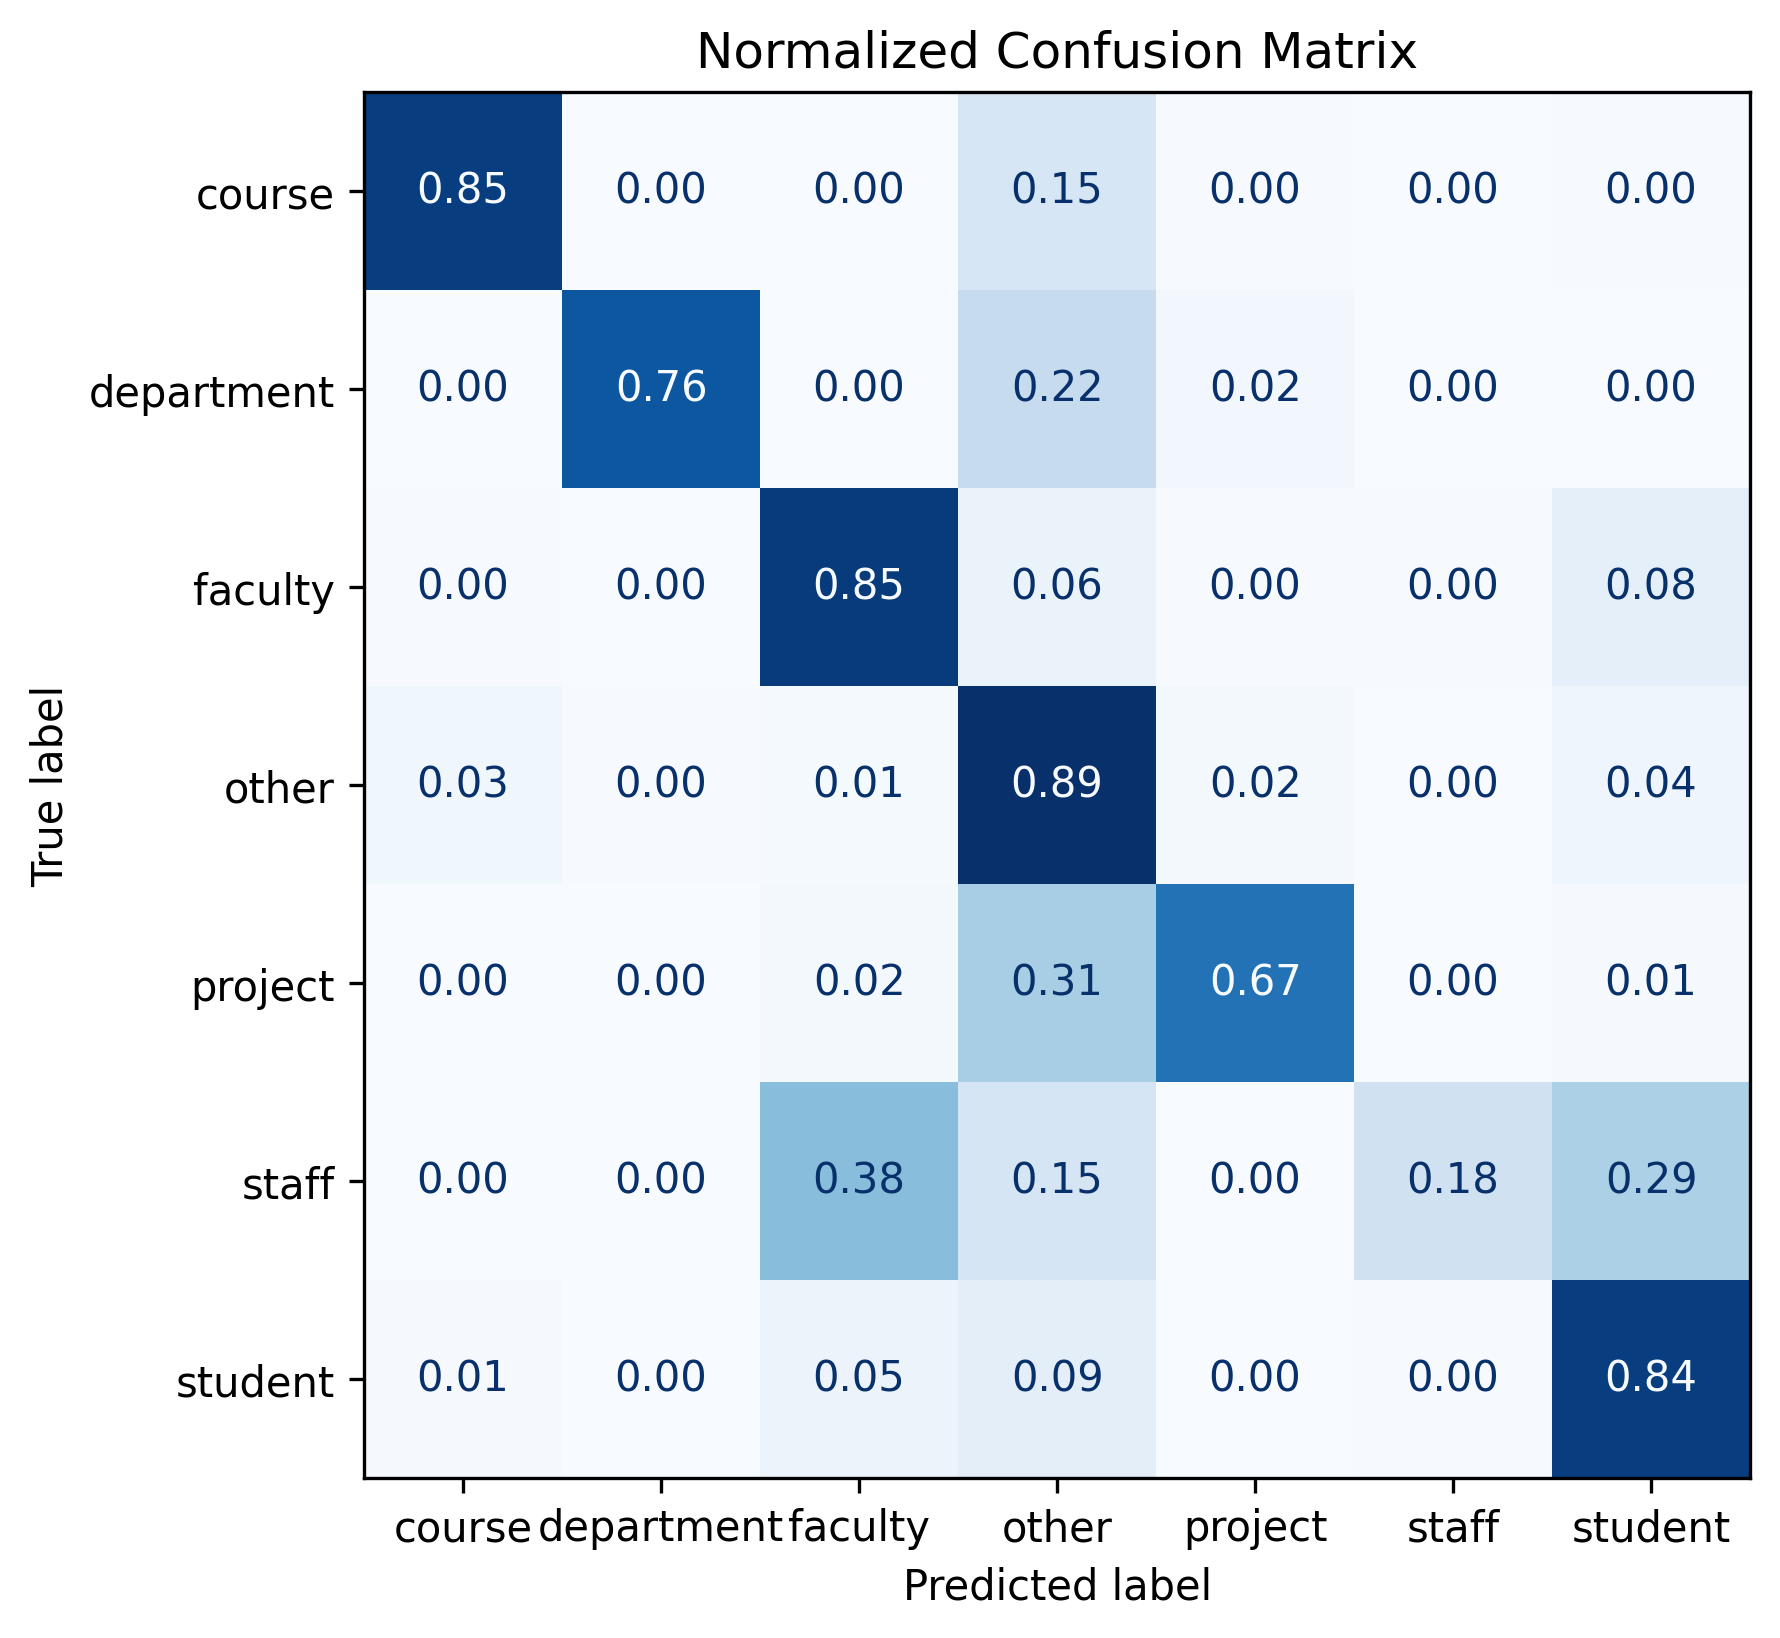 Normalized Confusion Matrix
course 0.85 0.00 0.00 0.15 0.00 0.00 0.00
department 0.00 0.76 0.00 0.22 0.02 0.00 0.00
faculty 0.00 0.00 0.85 0.06 0.00 0.00 0.08
other 0.03 0.00 0.01 0.89 0.02 0.00 0.04
project 0.00 0.00 0.02 0.31 0.67 0.00 0.01
staff 0.00 0.00 0.38 0.15 0.00 0.18 0.29
student 0.01 0.00 0.05 0.09 0.00 0.00 0.84
True label
course department faculty other project staff student
Predicted label